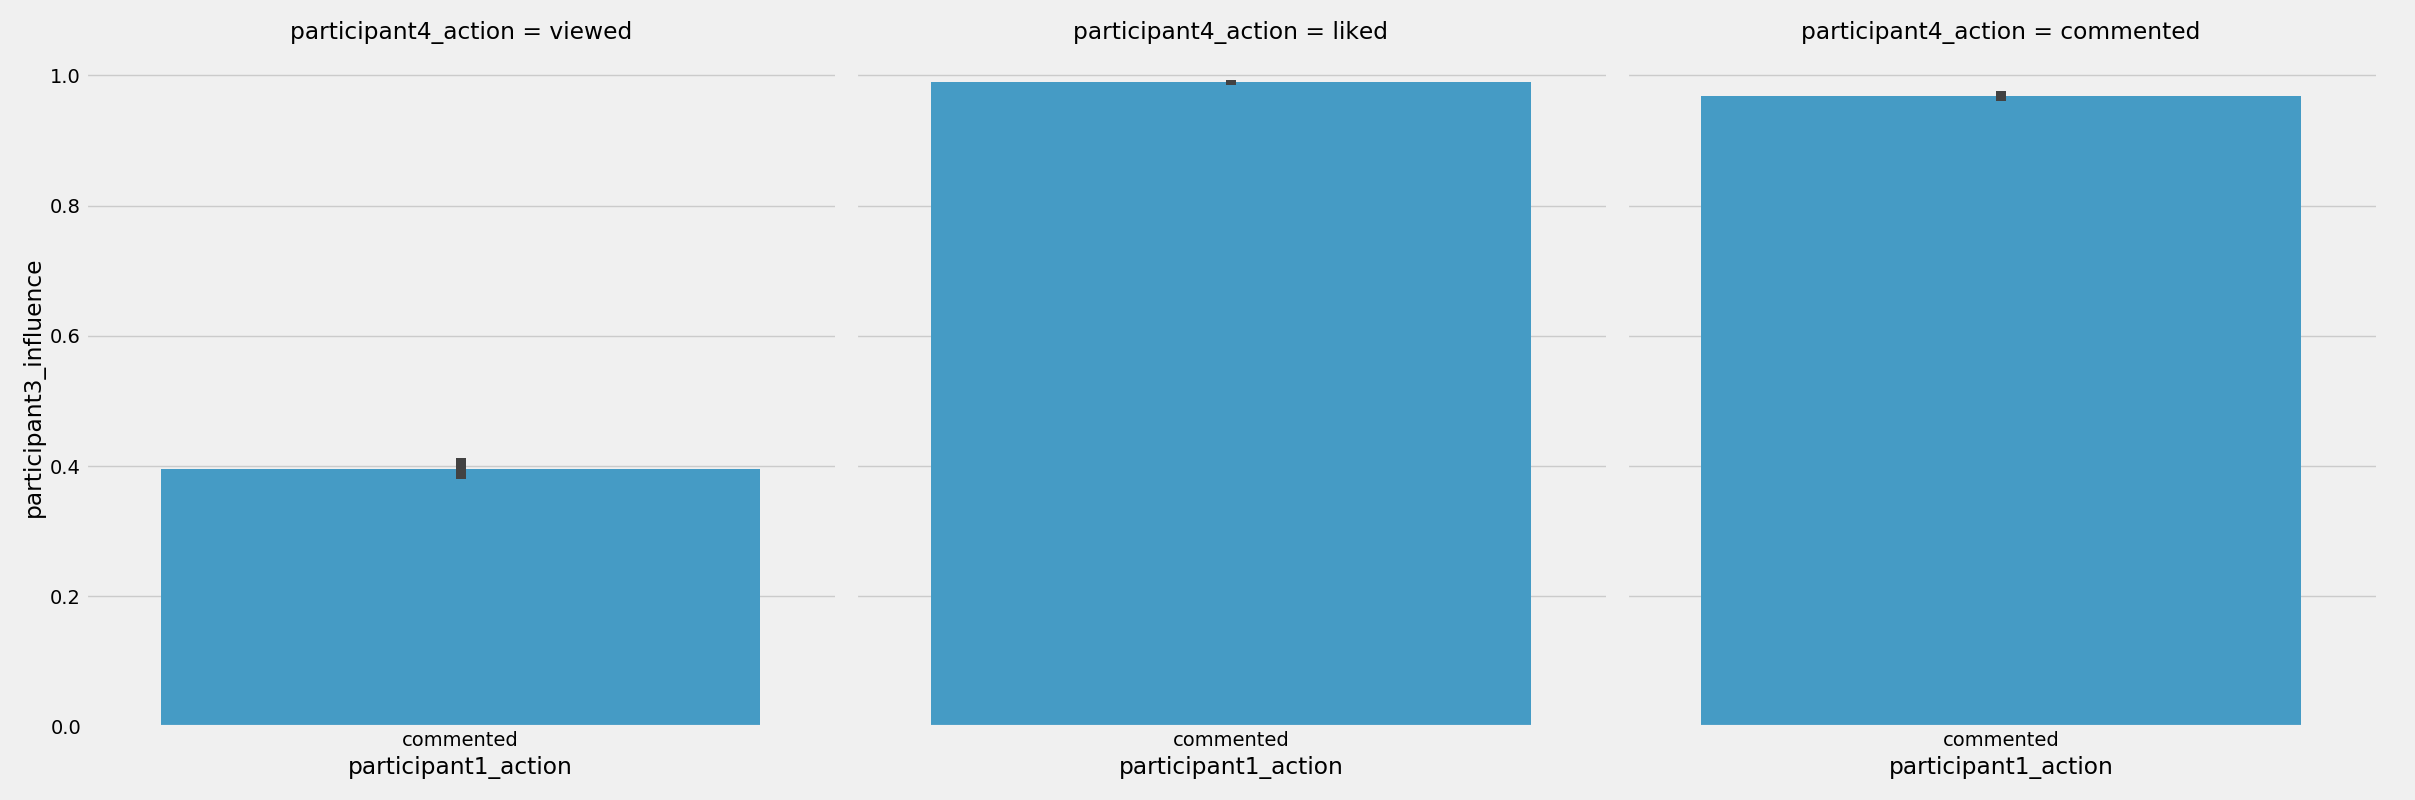 participant4_action = viewed
participant4_action = liked
participant4_action = commented
participant3_influence
1.0
0.8
0.6
0.4
0.2
0.0
commented
commented
commented
participant1_action
participant1_action
participant1_action